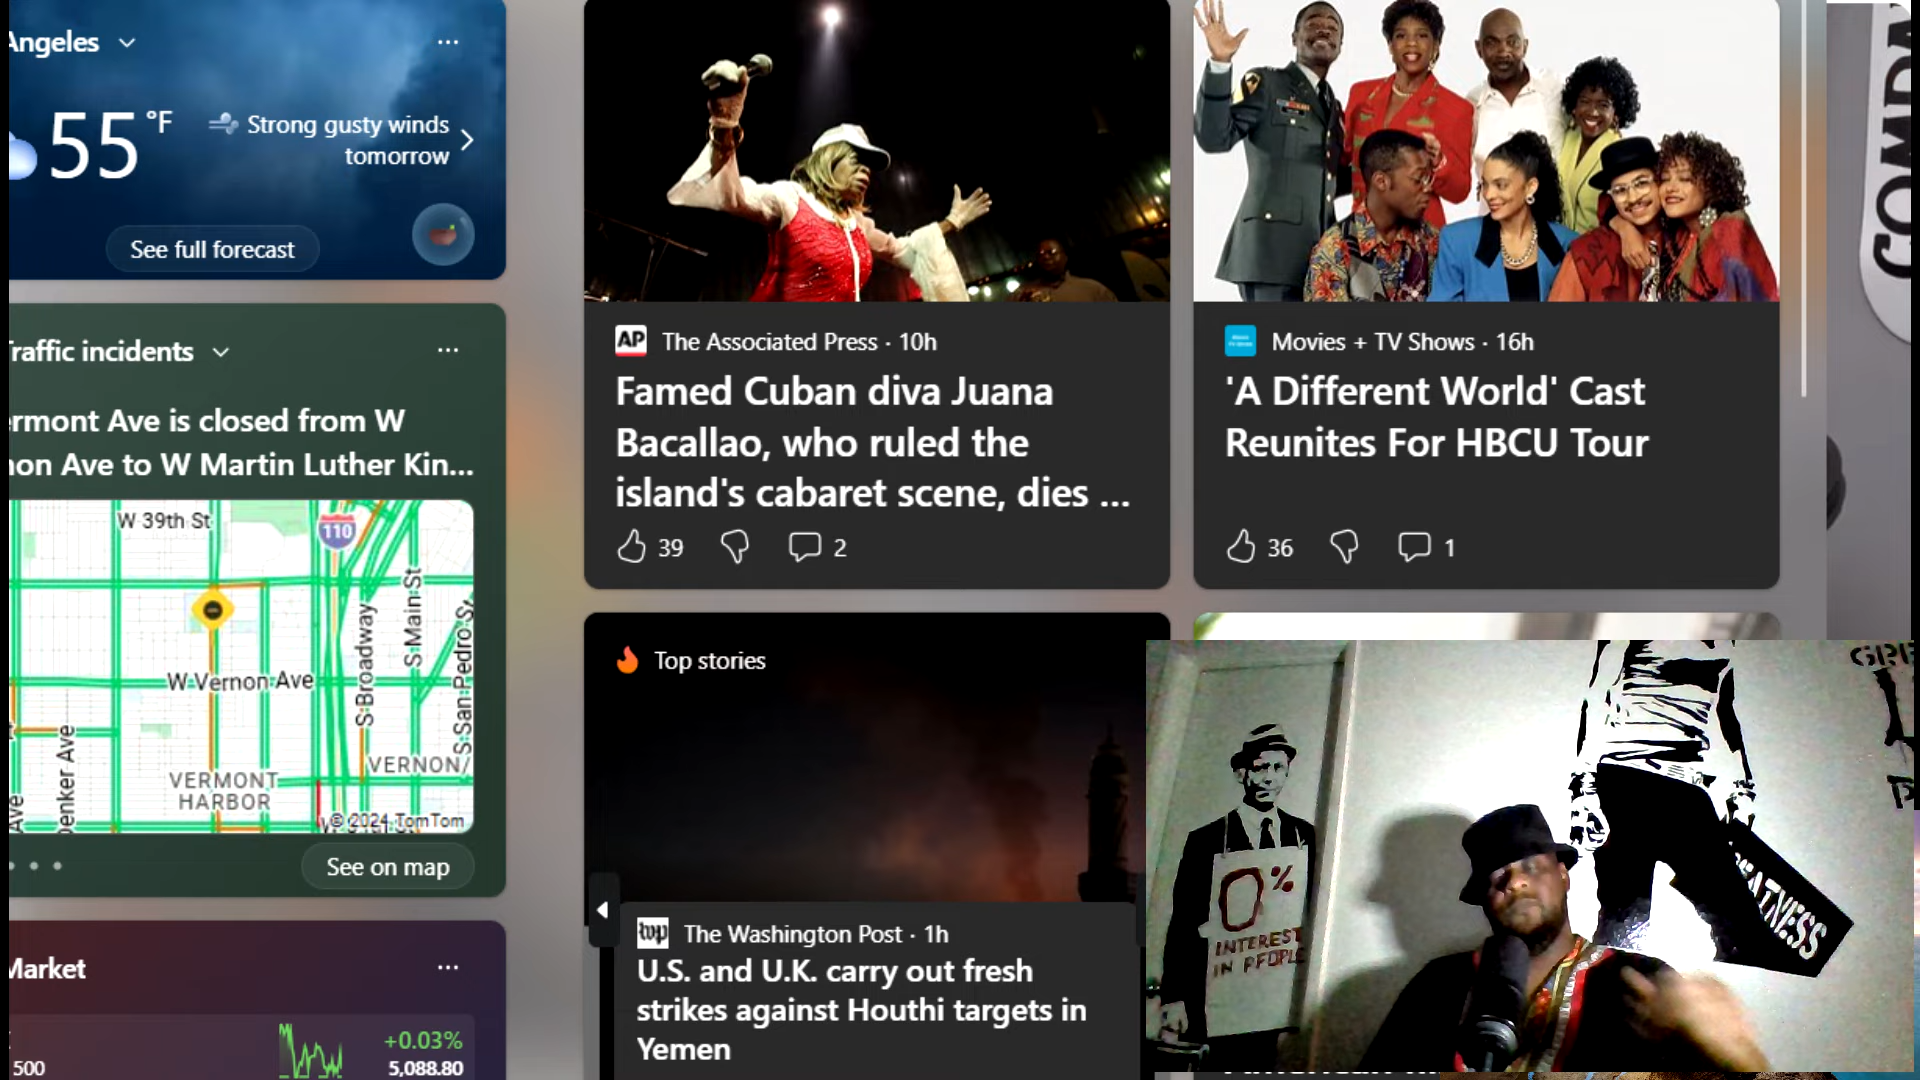 Angeles
55 °F
Strong gusty winds
tomorrow
See full forecast
Traffic incidents
ermont Ave is closed from W
non Ave to W Martin Luther Kin...
W 39th St
110
S Main St
S Broadway
S San Pedro St
W Vernon Ave
Denker Ave
Ave
VERMONT
HARBOR
VERNON/
© 2024 TomTom
See on map
Market
500
+0.03%
5,088.80
AP The Associated Press · 10h
Famed Cuban diva Juana
Bacallao, who ruled the
island's cabaret scene, dies ...
39
2
Movies + TV Shows · 16h
'A Different World' Cast
Reunites For HBCU Tour
36
1
Top stories
wp The Washington Post · 1h
U.S. and U.K. carry out fresh
strikes against Houthi targets in
Yemen
0%
INTEREST
IN PEOPLE